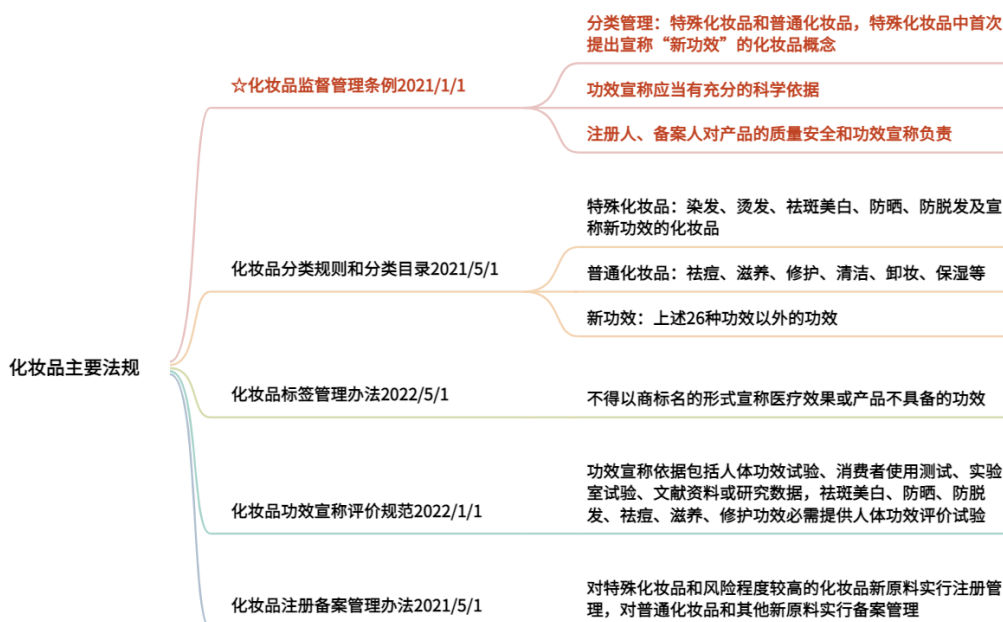 分类管理：特殊化妆品和普通化妆品，特殊化妆品中首次
提出宣称“新功效”的化妆品概念
☆化妆品监督管理条例2021/1/1
功效宣称应当有充分的科学依据
注册人、备案人对产品的质量安全和功效宣称负责
特殊化妆品：染发、烫发、祛斑美白、防晒、防脱发及宣
称新功效的化妆品
化妆品分类规则和分类目录2021/5/1
普通化妆品：祛痘、滋养、修护、清洁、卸妆、保湿等
新功效：上述26种功效以外的功效
化妆品主要法规
化妆品标签管理办法2022/5/1
不得以商标名的形式宣称医疗效果或产品不具备的功效
功效宣称依据包括人体功效试验、消费者使用测试、实验
室试验、文献资料或研究数据，祛斑美白、防晒、防脱
发、祛痘、滋养、修护功效必需提供人体功效评价试验
化妆品功效宣称评价规范2022/1/1
对特殊化妆品和风险程度较高的化妆品新原料实行注册管
理，对普通化妆品和其他新原料实行备案管理
化妆品注册备案管理办法2021/5/1